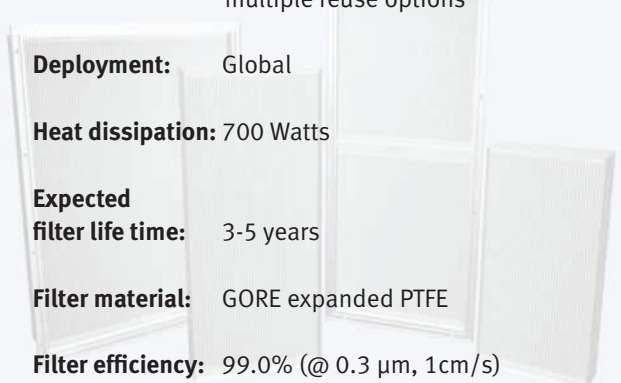 multiple reuse options
Deployment: Global
Heat dissipation: 700 Watts
Expected
filter life time: 3-5 years
Filter material: GORE expanded PTFE
Filter efficiency: 99.0% (@ 0.3 µm, 1cm/s)